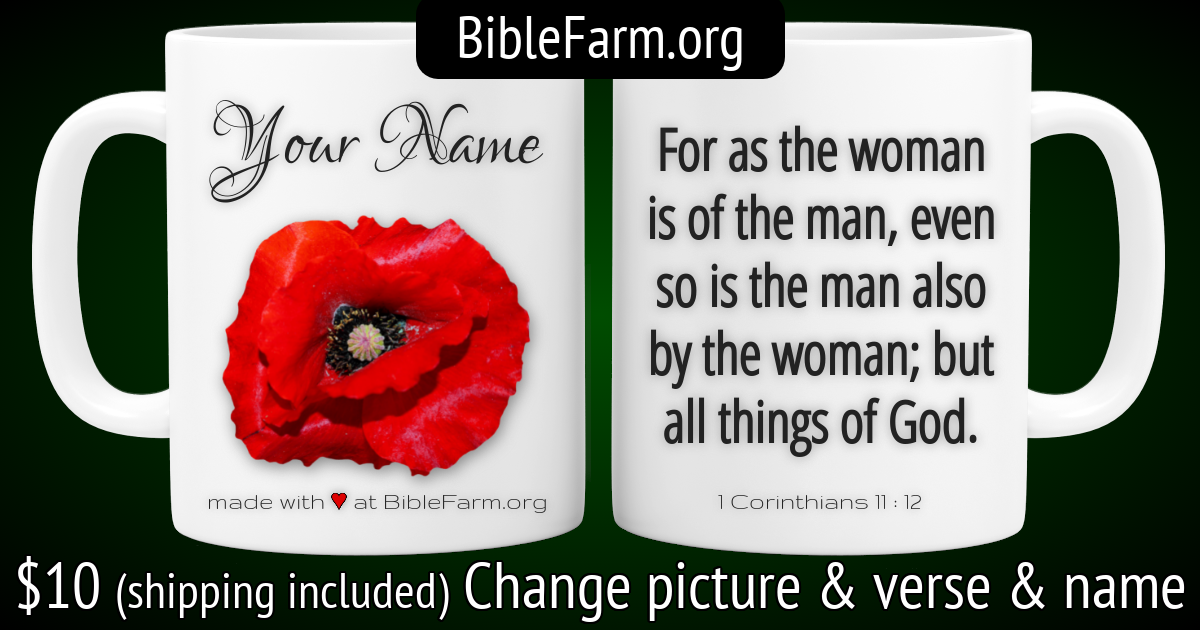 BibleFarm.org
Your Name
made with ♥ at BibleFarm.org
For as the woman
is of the man, even
so is the man also
by the woman; but
all things of God.
1 Corinthians 11 : 12
$10 (shipping included) Change picture & verse & name